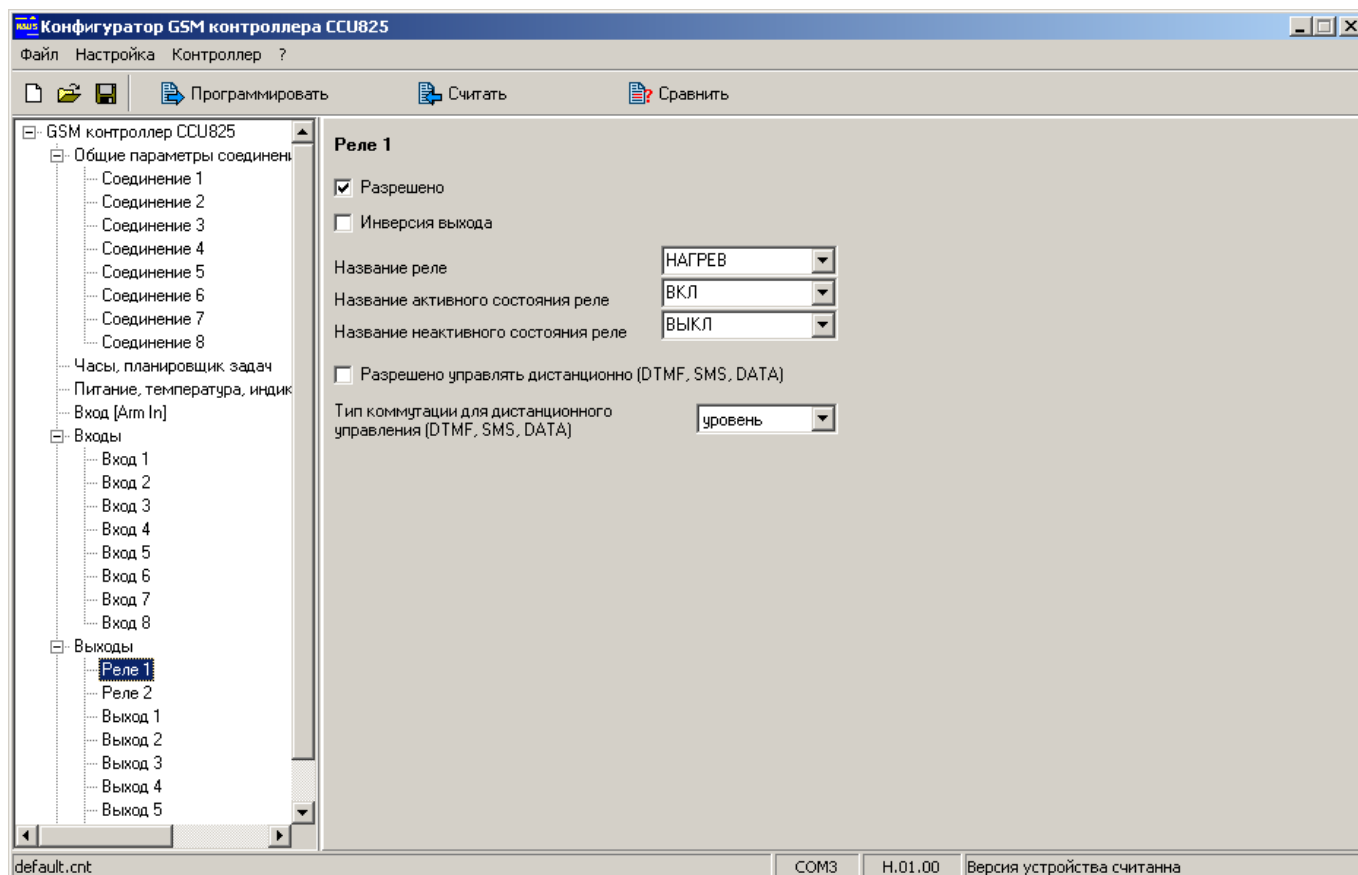 Конфигуратор GSM контроллера CCU825
Файл Настройка Контроллер ?
Программировать Считать Сравнить
GSM контроллер CCU825
Общие параметры соединени
Соединение 1
Соединение 2
Соединение 3
Соединение 4
Соединение 5
Соединение 6
Соединение 7
Соединение 8
Часы, планировщик задач
Питание, температура, индик
Вход [Arm In]
Входы
Вход 1
Вход 2
Вход 3
Вход 4
Вход 5
Вход 6
Вход 7
Вход 8
Выходы
Реле 1
Реле 2
Выход 1
Выход 2
Выход 3
Выход 4
Выход 5
Реле 1
Разрешено
Инверсия выхода
Название реле НАГРЕВ
Название активного состояния реле ВКЛ
Название неактивного состояния реле ВЫКЛ
Разрешено управлять дистанционно (DTMF, SMS, DATA)
Тип коммутации для дистанционного
управления (DTMF, SMS, DATA) уровень
default.cnt COM3 H.01.00 Версия устройства считанна